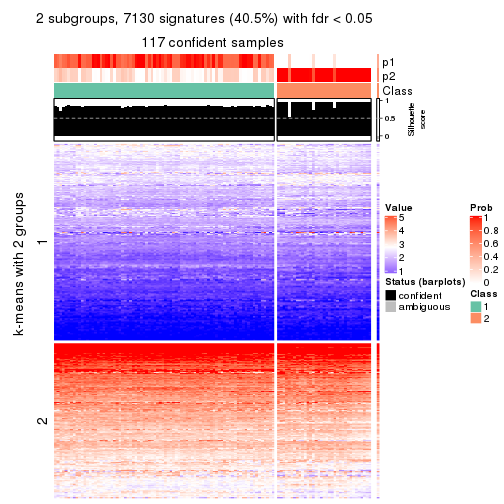 2 subgroups, 7130 signatures (40.5%) with fdr < 0.05
117 confident samples
p1
p2
Class
1
0.5
0
Silhouette
score
k-means with 2 groups
1
2
Value
5
4
3
2
1
Status (barplots)
confident
ambiguous
Prob
1
0.8
0.6
0.4
0.2
0
Class
1
2